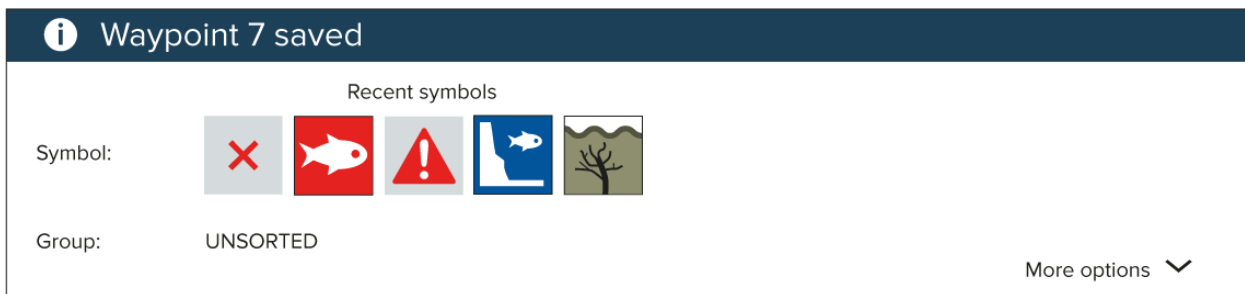 Waypoint 7 saved
Recent symbols
Symbol:
Group:
UNSORTED
More options